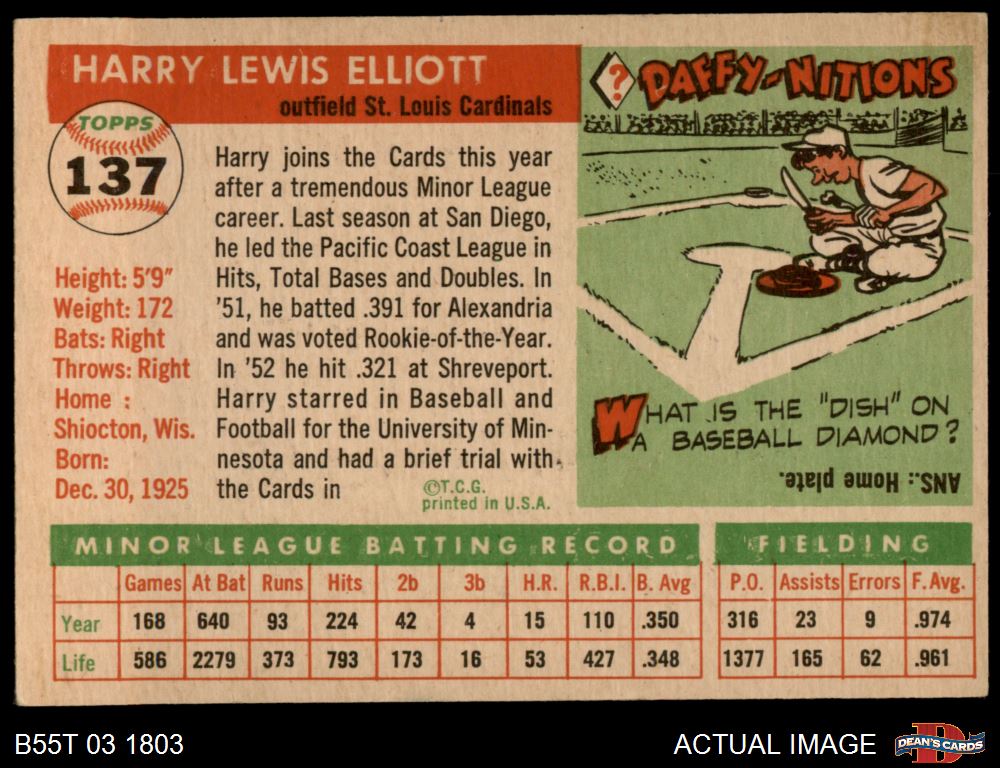 HARRY LEWIS ELLIOTT
outfield St. Louis Cardinals
TOPPS
137
Height: 5'9"
Weight: 172
Bats: Right
Throws: Right
Home :
Shiocton, Wis.
Born:
Dec. 30, 1925
Harry joins the Cards this year
after a tremendous Minor League
career. Last season at San Diego,
he led the Pacific Coast League in
Hits, Total Bases and Doubles. In
'51, he batted .391 for Alexandria
and was voted Rookie-of-the-Year.
In '52 he hit .321 at Shreveport.
Harry starred in Baseball and
Football for the University of Min-
nesota and had a brief trial with
the Cards in
©T.C.G.
printed in U.S.A.
?
DAFFY-NITIONS
WHAT IS THE "DISH" ON
A BASEBALL DIAMOND?
ANS.: Home plate.
MINOR LEAGUE BATTING RECORD
Games At Bat Runs Hits 2b 3b H.R. R.B.I. B. Avg
Year 168 640 93 224 42 4 15 110 .350
Life 586 2279 373 793 173 16 53 427 .348
FIELDING
P.O. Assists Errors F. Avg.
316 23 9 .974
1377 165 62 .961
B55T 03 1803
ACTUAL IMAGE
D
DEAN'S CARDS